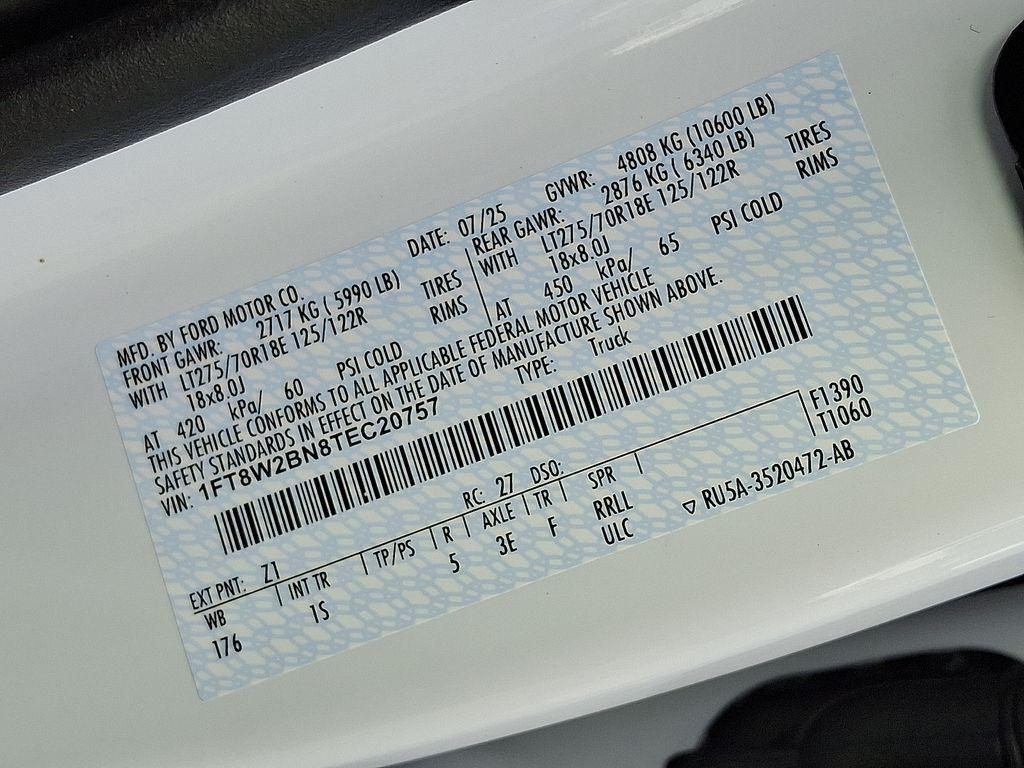 MFD. BY FORD MOTOR CO. DATE: 07/25 GVWR: 4808 KG (10600 LB)
FRONT GAWR: 2717 KG ( 5990 LB) REAR GAWR: 2876 KG ( 6340 LB)
WITH LT275/70R18E 125/122R TIRES WITH LT275/70R18E 125/122R TIRES
18x8.0J RIMS 18x8.0J RIMS
AT 420 kPa/ 60 PSI COLD AT 450 kPa/ 65 PSI COLD
THIS VEHICLE CONFORMS TO ALL APPLICABLE FEDERAL MOTOR VEHICLE
SAFETY STANDARDS IN EFFECT ON THE DATE OF MANUFACTURE SHOWN ABOVE.
VIN: 1FT8W2BN8TEC20757 TYPE: Truck
F1390
T1060
EXT PNT: Z1 RC: 27 DSO:
WB INT TR TP/PS R AXLE TR SPR
176 1S 5 3E F RRLL
ULC
▽ RU5A-3520472-AB